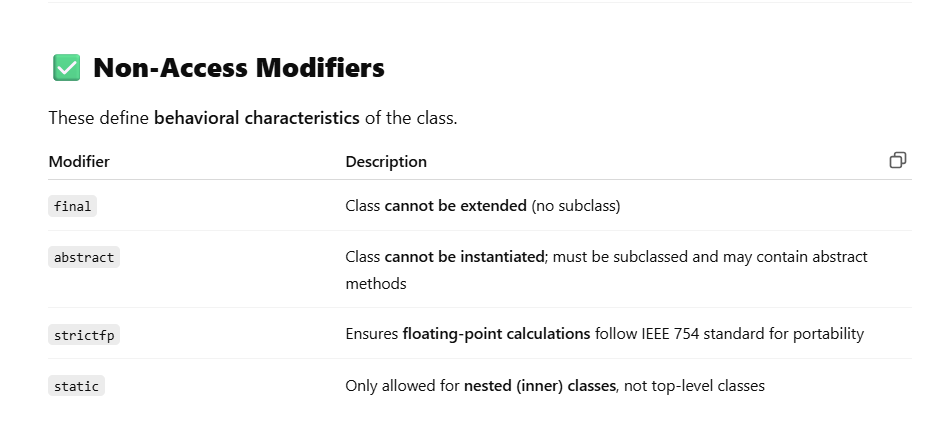 ✅ Non-Access Modifiers
These define behavioral characteristics of the class.
Modifier Description
final Class cannot be extended (no subclass)
abstract Class cannot be instantiated; must be subclassed and may contain abstract
methods
strictfp Ensures floating-point calculations follow IEEE 754 standard for portability
static Only allowed for nested (inner) classes, not top-level classes